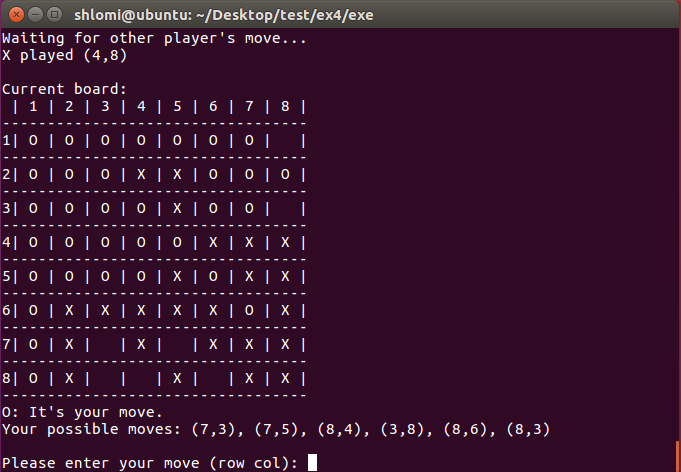 shlomi@ubuntu: ~/Desktop/test/ex4/exe
Waiting for other player's move...
X played (4,8)
Current board:
 | 1 | 2 | 3 | 4 | 5 | 6 | 7 | 8 |
----------------------------------
1| O | O | O | O | O | O | O |   |
----------------------------------
2| O | O | O | X | X | O | O | O |
----------------------------------
3| O | O | O | O | X | O | O |   |
----------------------------------
4| O | O | O | O | O | X | X | X |
----------------------------------
5| O | O | O | O | X | O | X | X |
----------------------------------
6| O | X | X | X | X | X | O | X |
----------------------------------
7| O | X |   | X |   | X | X | X |
----------------------------------
8| O | X |   |   | X |   | X | X |
----------------------------------
O: It's your move.
Your possible moves: (7,3), (7,5), (8,4), (3,8), (8,6), (8,3)
Please enter your move (row col):